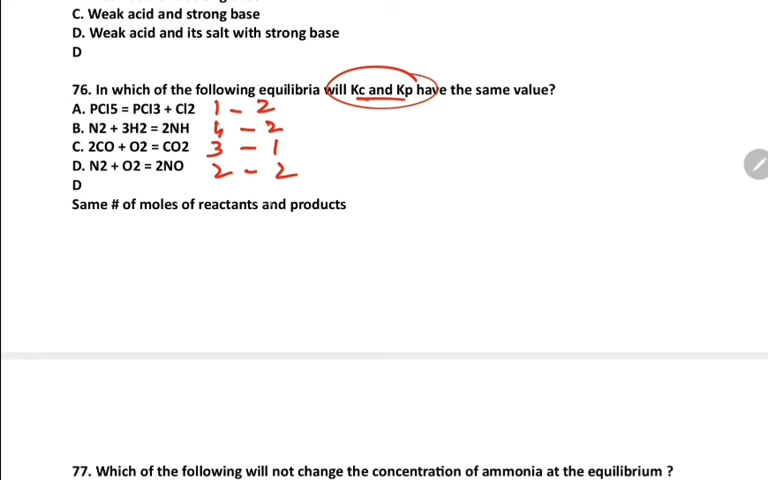 C. Weak acid and strong base
D. Weak acid and its salt with strong base
D
76. In which of the following equilibria will Kc and Kp have the same value?
A. PCl5 = PCl3 + Cl2 1 - 2
B. N2 + 3H2 = 2NH 4 - 2
C. 2CO + O2 = CO2 3 - 1
D. N2 + O2 = 2NO 2 - 2
D
Same # of moles of reactants and products
77. Which of the following will not change the concentration of ammonia at the equilibrium ?